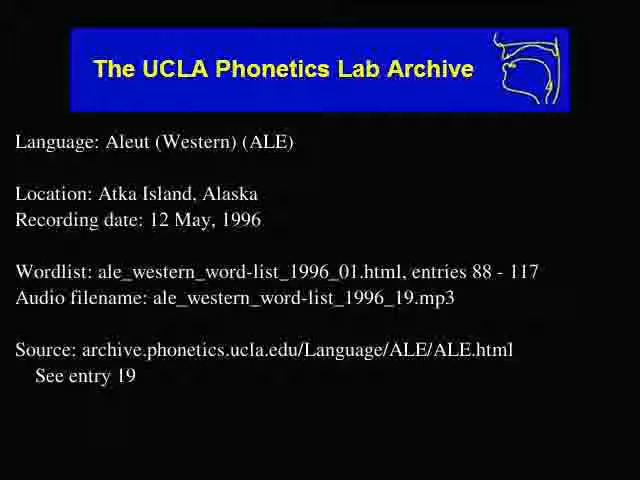 The UCLA Phonetics Lab Archive
Language: Aleut (Western) (ALE)
Location: Atka Island, Alaska
Recording date: 12 May, 1996
Wordlist: ale_western_word-list_1996_01.html, entries 88 - 117
Audio filename: ale_western_word-list_1996_19.mp3
Source: archive.phonetics.ucla.edu/Language/ALE/ALE.html
See entry 19